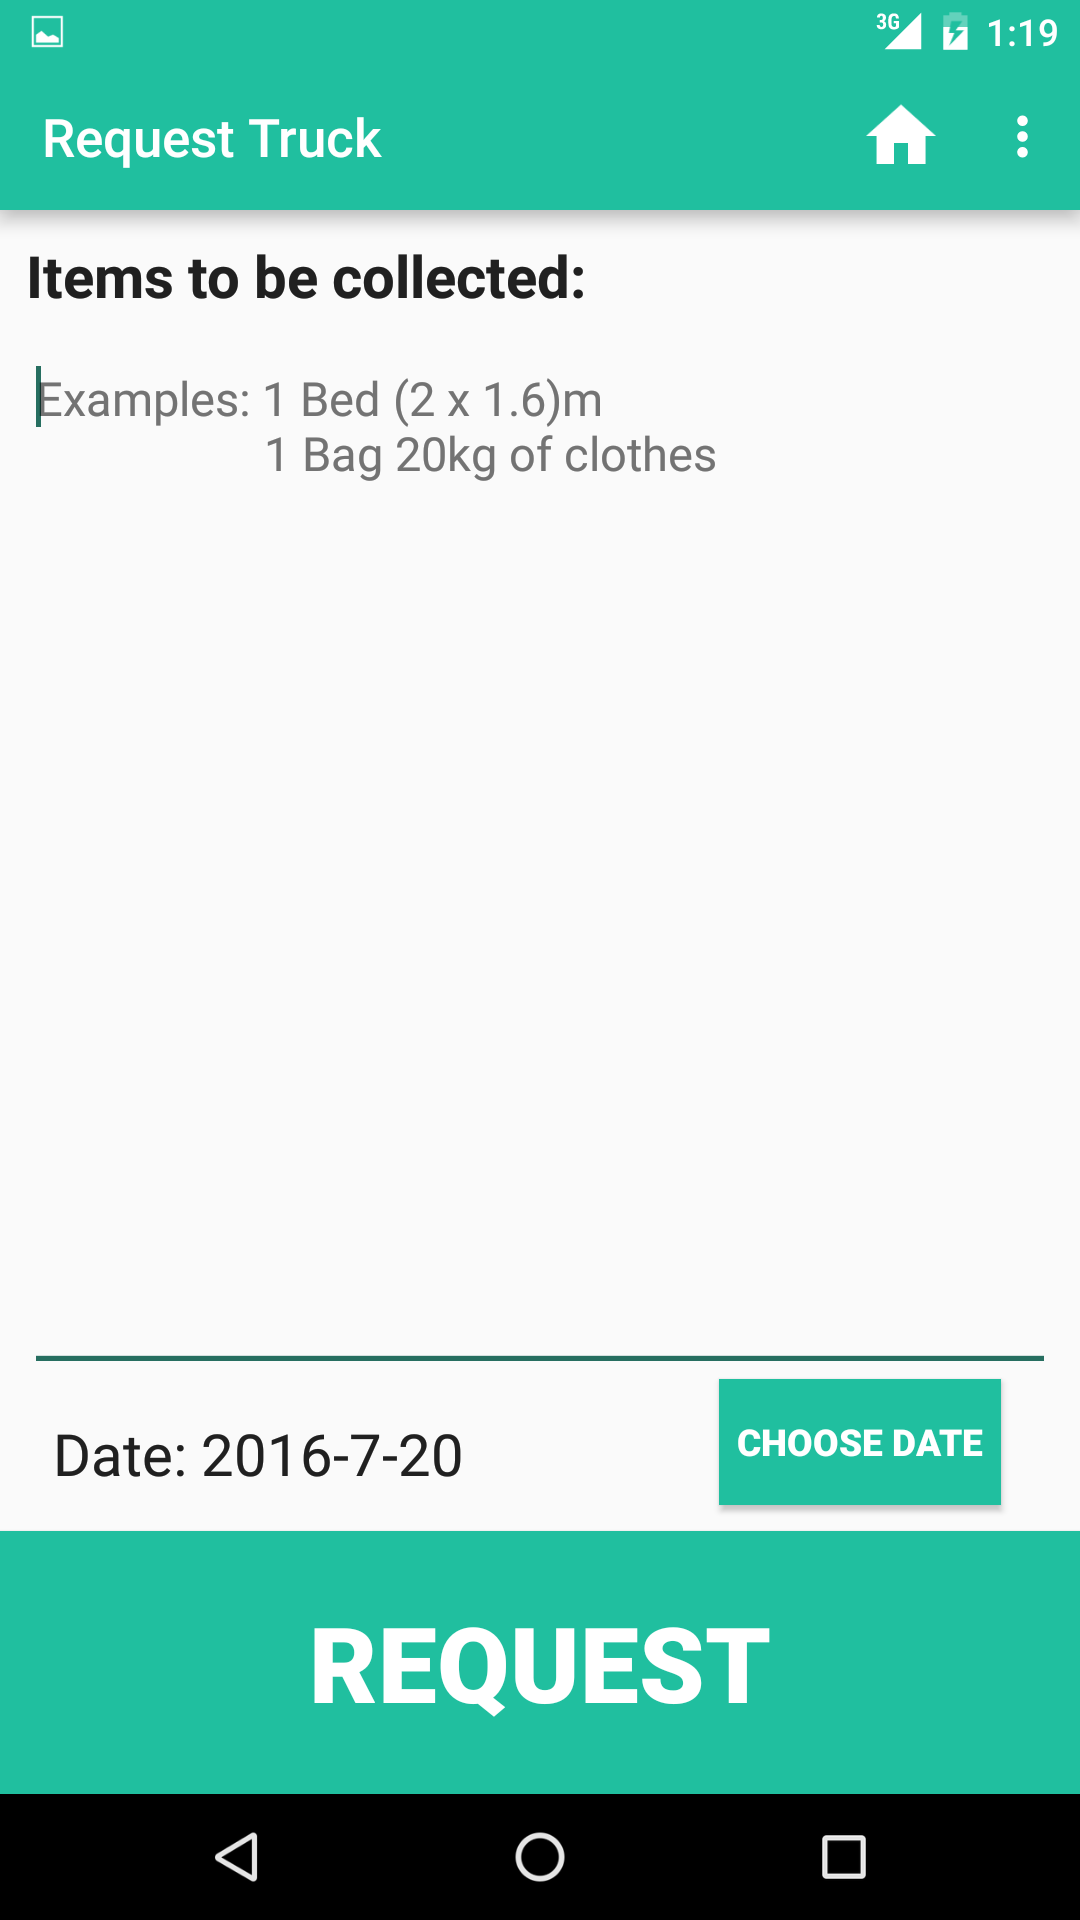 3G 1:19
Request Truck
Items to be collected:
Examples: 1 Bed (2 x 1.6)m
1 Bag 20kg of clothes
Date: 2016-7-20
CHOOSE DATE
REQUEST